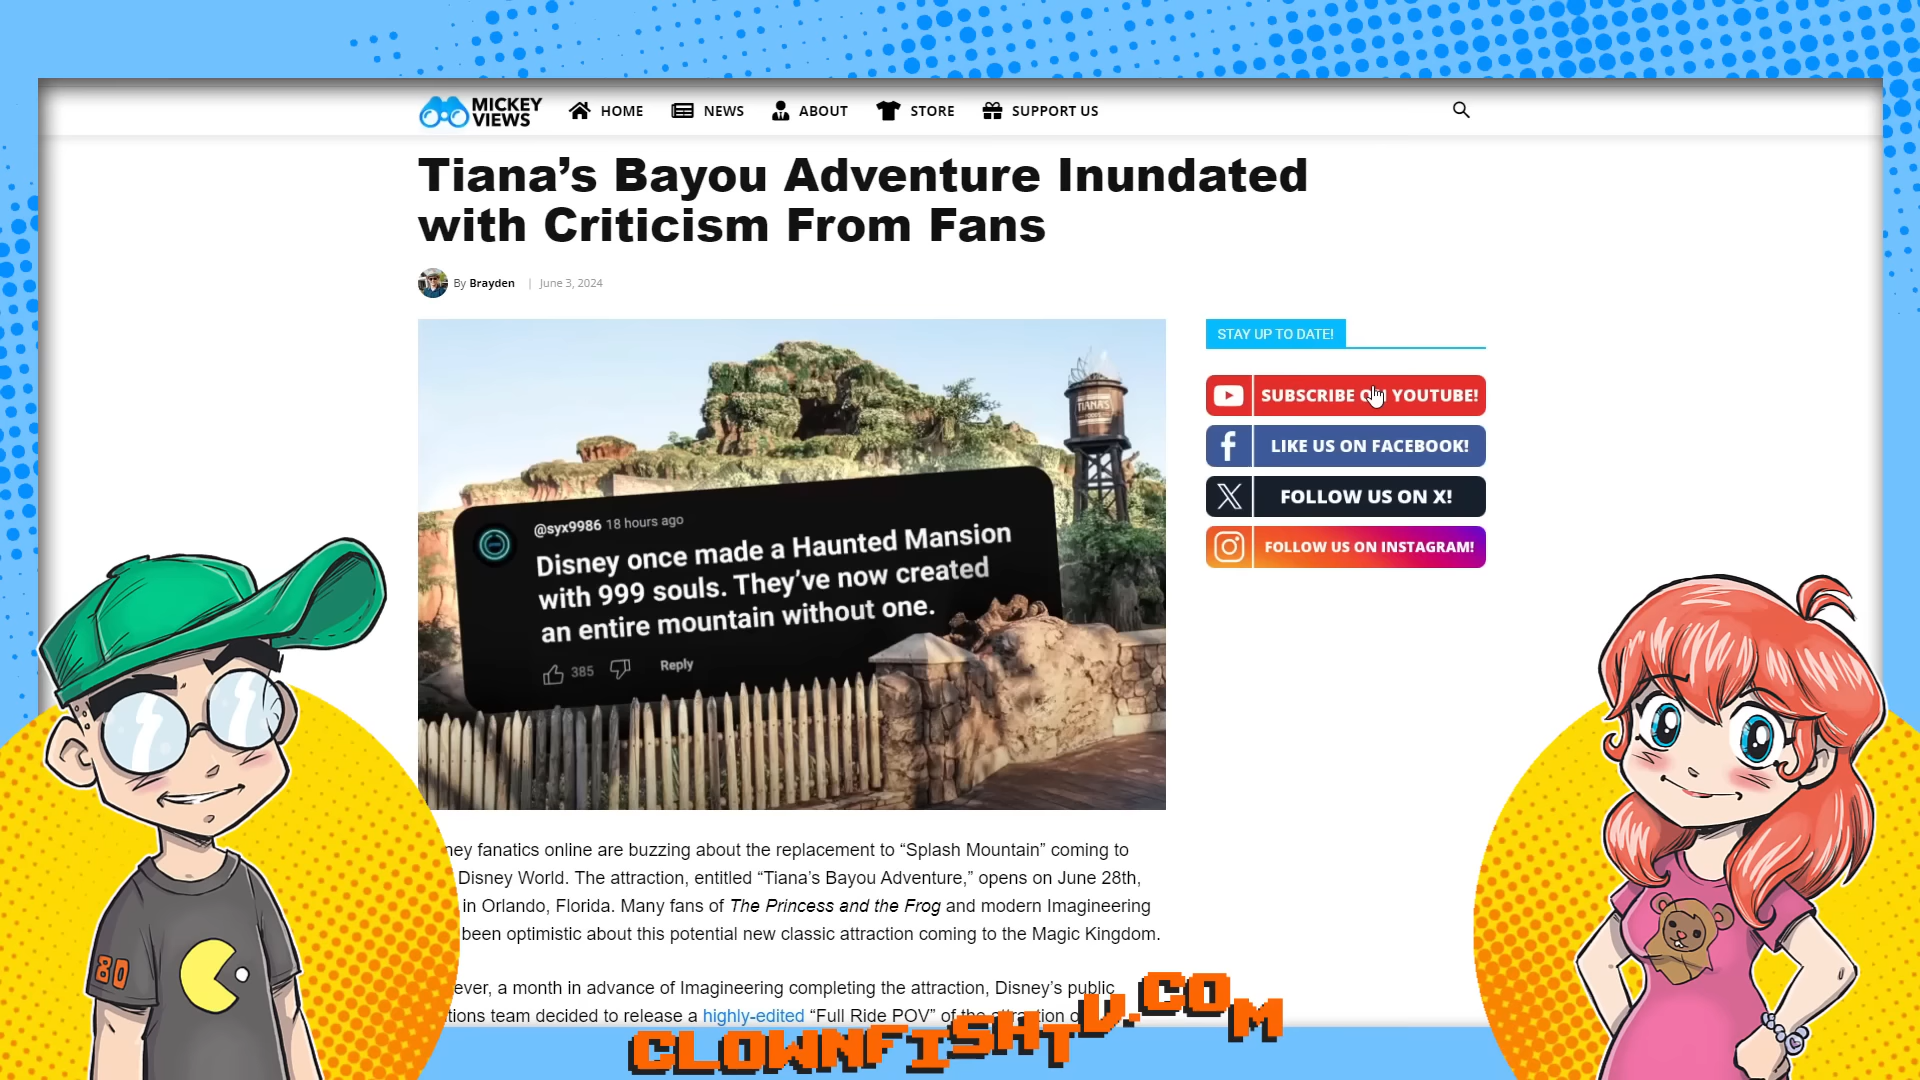 MICKEY
VIEWS
HOME
NEWS
ABOUT
STORE
SUPPORT US
Tiana’s Bayou Adventure Inundated
with Criticism From Fans
By Brayden | June 3, 2024
STAY UP TO DATE!
SUBSCRIBE ON YOUTUBE!
LIKE US ON FACEBOOK!
FOLLOW US ON X!
FOLLOW US ON INSTAGRAM!
TIANA'S
FOODS
@syx9986 18 hours ago
Disney once made a Haunted Mansion
with 999 souls. They’ve now created
an entire mountain without one.
385
Reply
ney fanatics online are buzzing about the replacement to “Splash Mountain” coming to
Disney World. The attraction, entitled “Tiana’s Bayou Adventure,” opens on June 28th,
in Orlando, Florida. Many fans of The Princess and the Frog and modern Imagineering
been optimistic about this potential new classic attraction coming to the Magic Kingdom.
ever, a month in advance of Imagineering completing the attraction, Disney’s public
tions team decided to release a highly-edited “Full Ride POV” of the attraction
80
CLOWNFISHTV.COM